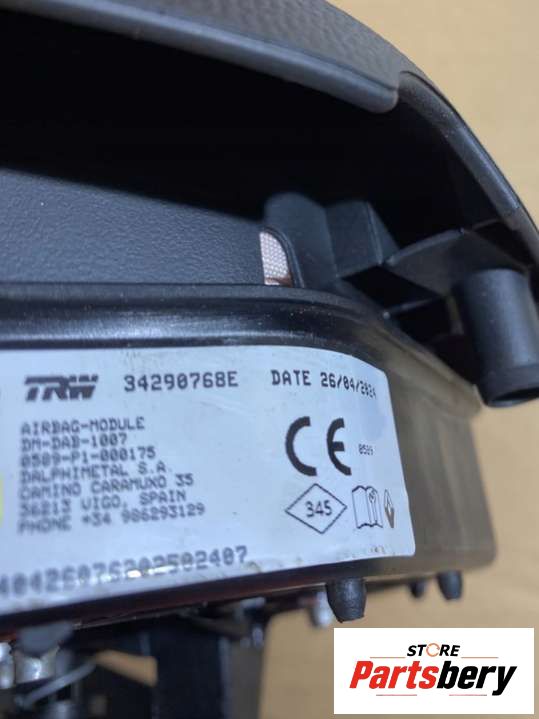 TRW 34290768E DATE 26/04/2024
AIRBAG-MODULE
DM-DAB-1007
0589-P1-000175
DALPHIMETAL S.A.
CAMINO CARAMUXO 35
36213 VIGO, SPAIN
PHONE +34 986293129
CE 0589
345
STORE
Partsbery